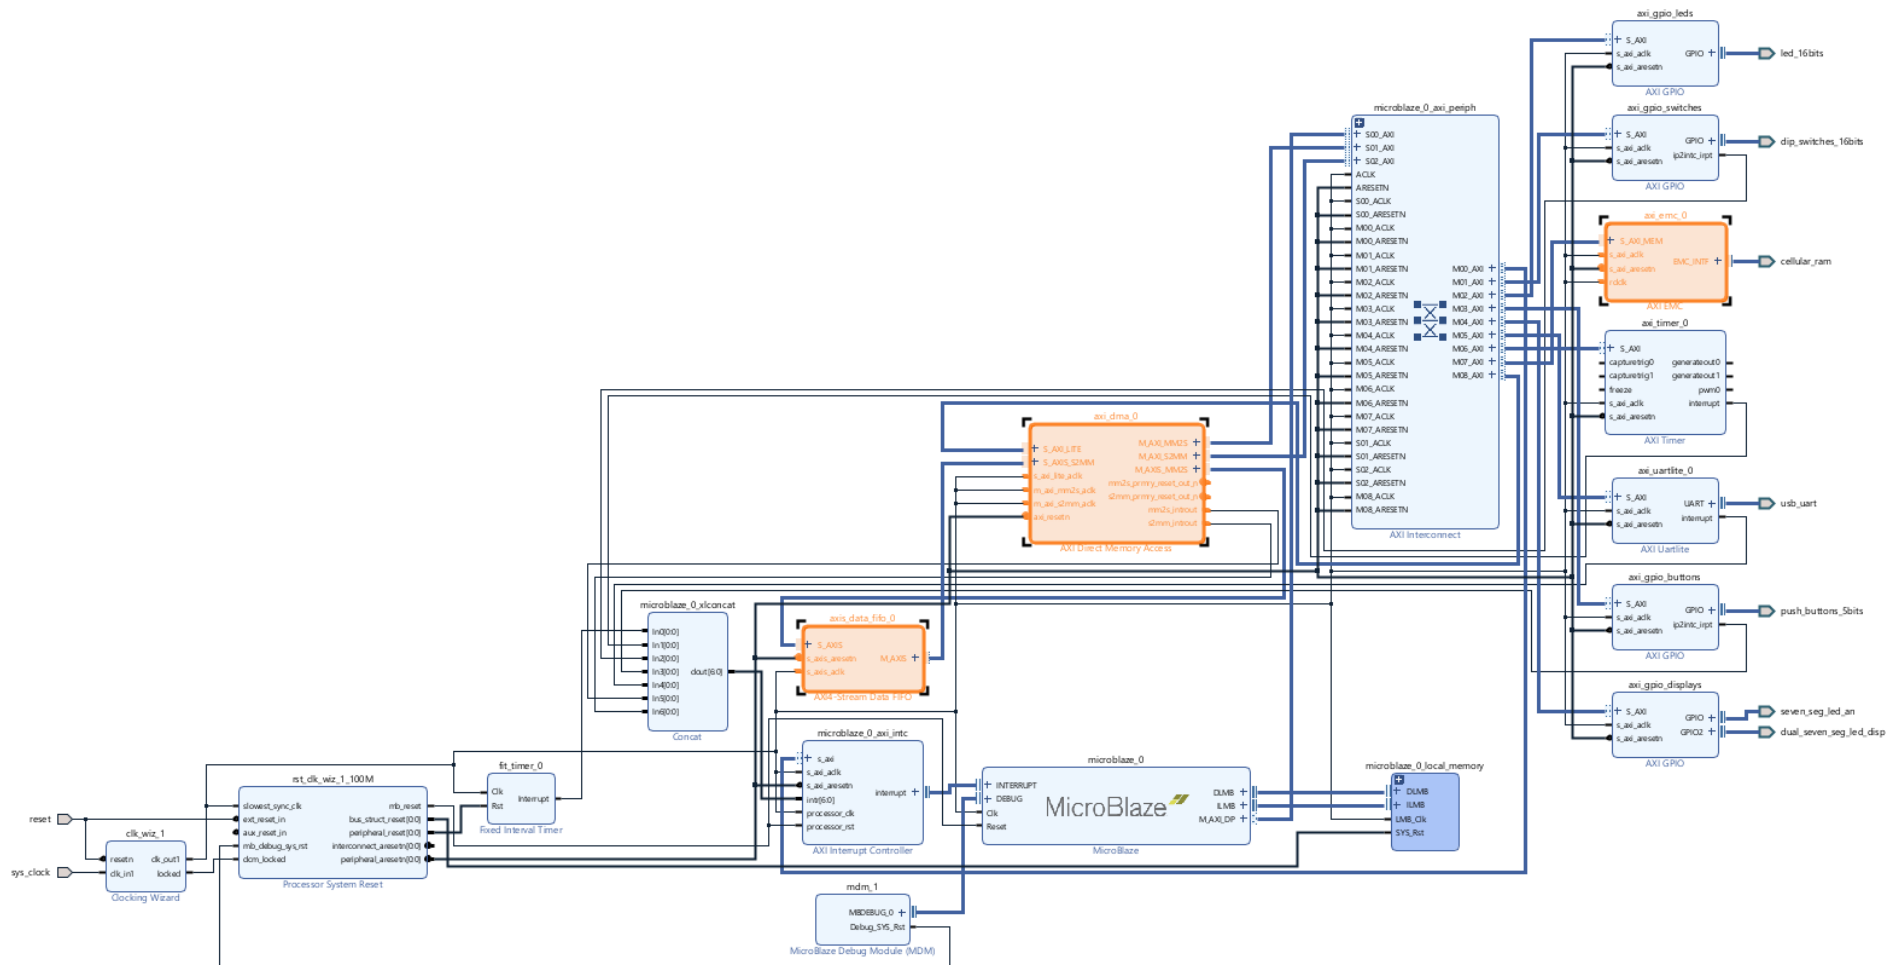 reset
sys_clock
clk_wiz_1
resetn
clk_in1
clk_out1
locked
Clocking Wizard
rst_clk_wiz_1_100M
slowest_sync_clk
ext_reset_in
aux_reset_in
mb_debug_sys_rst
dcm_locked
mb_reset
bus_struct_reset[0:0]
peripheral_reset[0:0]
interconnect_aresetn[0:0]
peripheral_aresetn[0:0]
Processor System Reset
fit_timer_0
Clk
Rst
Interrupt
Fixed Interval Timer
microblaze_0_xlconcat
In0[0:0]
In1[0:0]
In2[0:0]
In3[0:0]
In4[0:0]
In5[0:0]
In6[0:0]
dout[6:0]
Concat
axis_data_fifo_0
S_AXIS
s_axis_aresetn
s_axis_aclk
M_AXIS
AXI4-Stream Data FIFO
microblaze_0_axi_intc
s_axi
s_axi_aclk
s_axi_aresetn
intr[6:0]
processor_clk
processor_rst
interrupt
AXI Interrupt Controller
mdm_1
MBDEBUG_0
Debug_SYS_Rst
MicroBlaze Debug Module (MDM)
axi_dma_0
S_AXI_LITE
S_AXIS_S2MM
s_axi_lite_aclk
m_axi_mm2s_aclk
m_axi_s2mm_aclk
axi_resetn
M_AXI_MM2S
M_AXI_S2MM
M_AXIS_MM2S
mm2s_prmry_reset_out_n
s2mm_prmry_reset_out_n
mm2s_introut
s2mm_introut
AXI Direct Memory Access
microblaze_0
INTERRUPT
DEBUG
Clk
Reset
MicroBlaze
DLMB
ILMB
M_AXI_DP
MicroBlaze
microblaze_0_local_memory
DLMB
ILMB
LMB_Clk
SYS_Rst
microblaze_0_axi_periph
S00_AXI
S01_AXI
S02_AXI
ACLK
ARESETN
S00_ACLK
S00_ARESETN
M00_ACLK
M00_ARESETN
M01_ACLK
M01_ARESETN
M02_ACLK
M02_ARESETN
M03_ACLK
M03_ARESETN
M04_ACLK
M04_ARESETN
M05_ACLK
M05_ARESETN
M06_ACLK
M06_ARESETN
M07_ACLK
M07_ARESETN
S01_ACLK
S01_ARESETN
S02_ACLK
S02_ARESETN
M08_ACLK
M08_ARESETN
M00_AXI
M01_AXI
M02_AXI
M03_AXI
M04_AXI
M05_AXI
M06_AXI
M07_AXI
M08_AXI
AXI Interconnect
axi_gpio_leds
S_AXI
s_axi_aclk
s_axi_aresetn
GPIO
AXI GPIO
led_16bits
axi_gpio_switches
S_AXI
s_axi_aclk
s_axi_aresetn
GPIO
ip2intc_irpt
AXI GPIO
dip_switches_16bits
axi_emc_0
S_AXI_MEM
s_axi_aclk
s_axi_aresetn
rdclk
EMC_INTF
AXI EMC
cellular_ram
axi_timer_0
S_AXI
capturetrig0
capturetrig1
freeze
s_axi_aclk
s_axi_aresetn
generateout0
generateout1
pwm0
interrupt
AXI Timer
axi_uartlite_0
S_AXI
s_axi_aclk
s_axi_aresetn
UART
interrupt
AXI Uartlite
usb_uart
axi_gpio_buttons
S_AXI
s_axi_aclk
s_axi_aresetn
GPIO
ip2intc_irpt
AXI GPIO
push_buttons_5bits
axi_gpio_displays
S_AXI
s_axi_aclk
s_axi_aresetn
GPIO
GPIO2
AXI GPIO
seven_seg_led_an
dual_seven_seg_led_disp